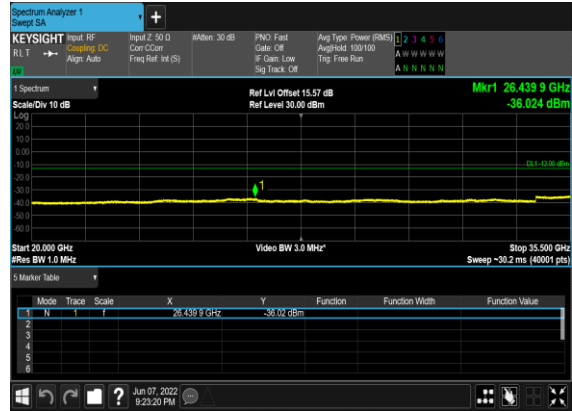 Spectrum Analyzer 1
Swept SA
+
KEYSIGHT Input: RF Input Z: 50 Ω #Atten: 30 dB PNO: Fast Avg Type: Power (RMS) 1 2 3 4 5 6
RLT Coupling: DC Corr CCorr Gate: Off Avg|Hold: 100/100 A W W W W W
Align: Auto Freq Ref: Int (S) IF Gain: Low Trig: Free Run
Sig Track: Off A N N N N N
1 Spectrum Ref Lvl Offset 15.57 dB Mkr1 26.439 9 GHz
Scale/Div 10 dB Ref Level 30.00 dBm -36.024 dBm
Log
20.0
10.0
0.00
-10.0 DL1 -13.00 dBm
-20.0
-30.0 1
-40.0
-50.0
-60.0
Start 20.000 GHz Video BW 3.0 MHz* Stop 35.500 GHz
#Res BW 1.0 MHz Sweep ~30.2 ms (40001 pts)
5 Marker Table
Mode Trace Scale X Y Function Function Width Function Value
1 N 1 f 26.439 9 GHz -36.02 dBm
2
3
4
5
6
? Jun 07, 2022
9:23:20 PM